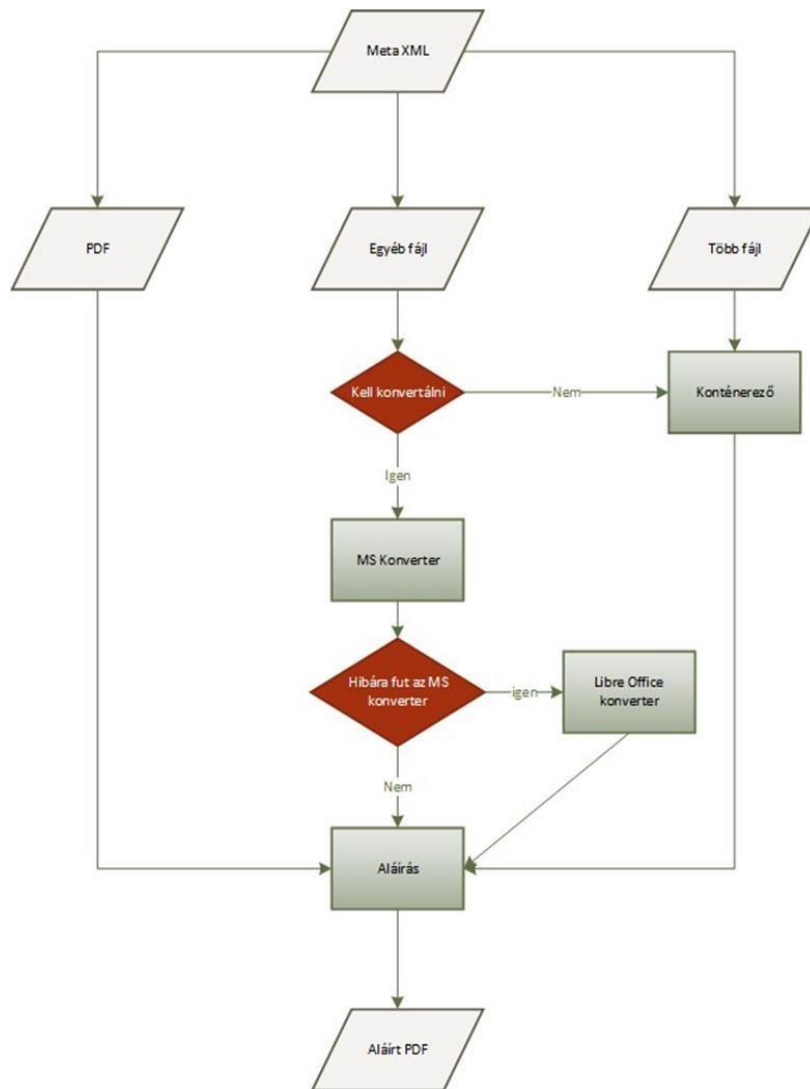 Meta XML
PDF
Egyéb fájl
Több fájl
Kell konvertálni
Nem
Konténerező
Igen
MS Konverter
Hibára fut az MS
konverter
igen
Libre Office
konverter
Nem
Aláírás
Aláírt PDF